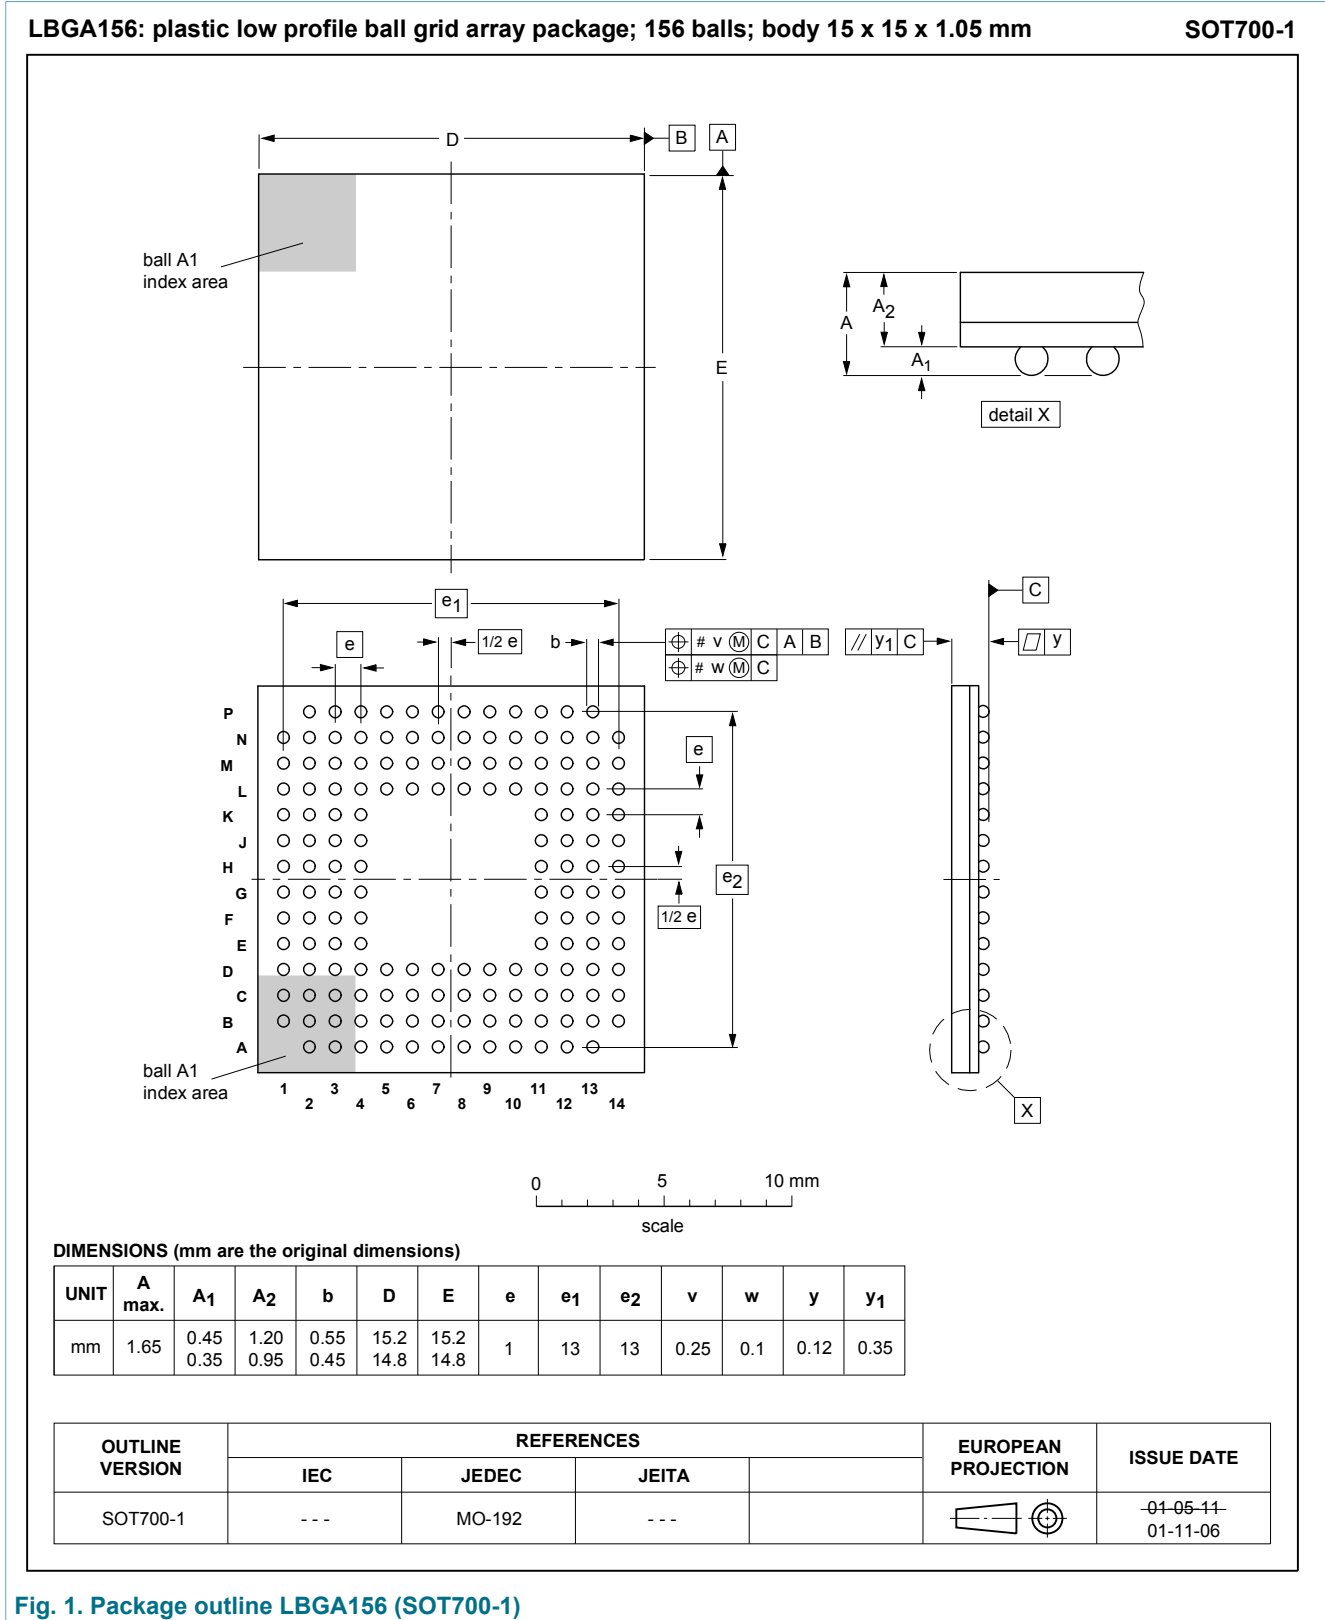 LBGA156: plastic low profile ball grid array package; 156 balls; body 15 x 15 x 1.05 mm SOT700-1
D B A
ball A1
index area
E
A A2
A1
detail X
e1 C
e 1/2 e b # v M C A B // y1 C y
# w M C
P
N
e
M
L
K
J
H
e2
G
1/2 e
F
E
D
C
B
A
ball A1
index area
1 3 5 7 9 11 13
2 4 6 8 10 12 14
X
0 5 10 mm
scale
DIMENSIONS (mm are the original dimensions)
UNIT A max. A1 A2 b D E e e1 e2 v w y y1
mm 1.65 0.45 1.20 0.55 15.2 15.2 1 13 13 0.25 0.1 0.12 0.35
0.35 0.95 0.45 14.8 14.8
OUTLINE VERSION REFERENCES EUROPEAN PROJECTION ISSUE DATE
IEC JEDEC JEITA
SOT700-1 - - - MO-192 - - - 01-05-11
01-11-06
Fig. 1. Package outline LBGA156 (SOT700-1)